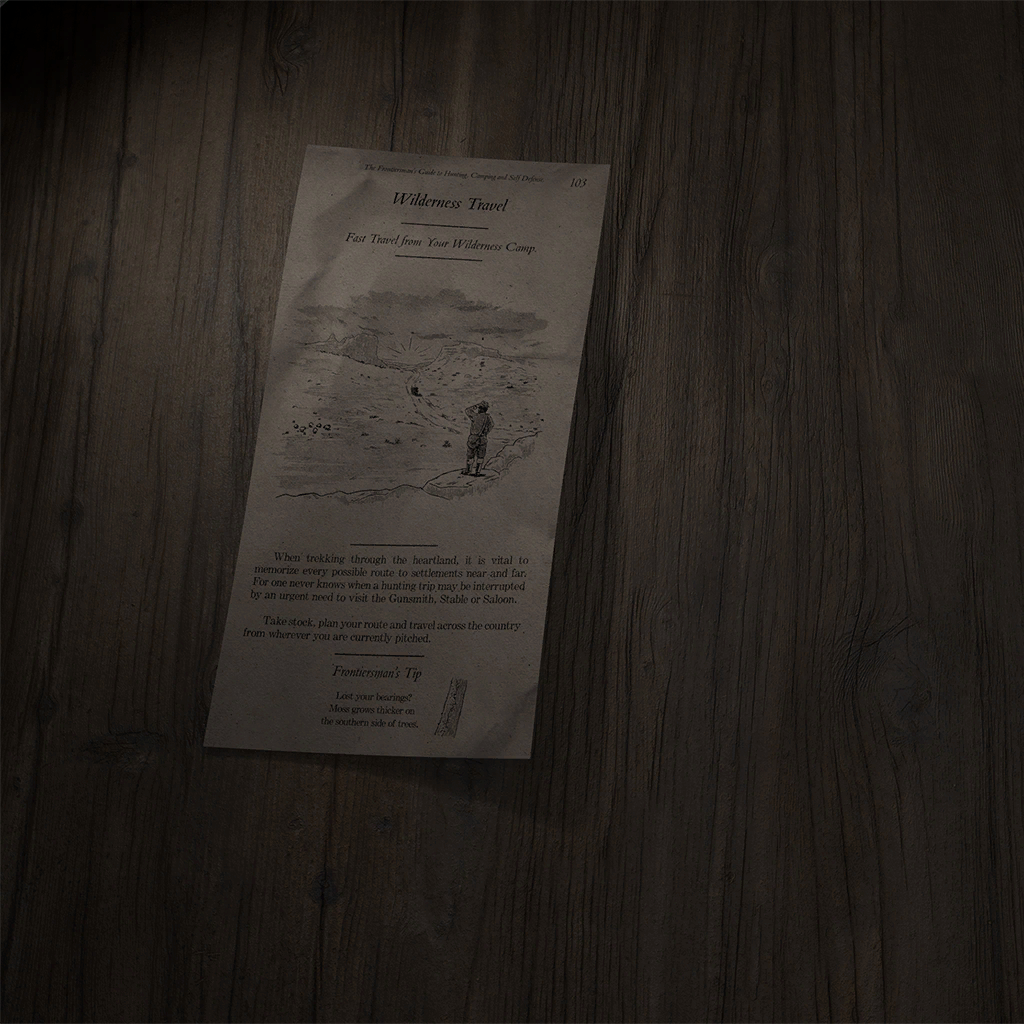 The Frontiersman's Guide to Hunting, Camping and Self Defense.
103
Wilderness Travel
Fast Travel from Your Wilderness Camp.
When trekking through the heartland, it is vital to
memorize every possible route to settlements near and far.
For one never knows when a hunting trip may be interrupted
by an urgent need to visit the Gunsmith, Stable or Saloon.
Take stock, plan your route and travel across the country
from wherever you are currently pitched.
Frontiersman's Tip
Lost your bearings?
Moss grows thicker on
the southern side of trees.